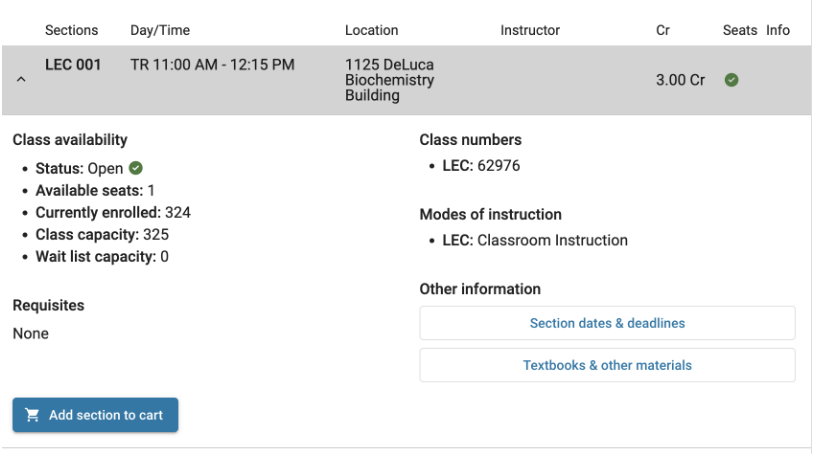 Sections Day/Time Location Instructor Cr Seats Info
LEC 001 TR 11:00 AM - 12:15 PM 1125 DeLuca
Biochemistry
Building
3.00 Cr
Class availability
Status: Open
Available seats: 1
Currently enrolled: 324
Class capacity: 325
Wait list capacity: 0
Requisites
None
Add section to cart
Class numbers
LEC: 62976
Modes of instruction
LEC: Classroom Instruction
Other information
Section dates & deadlines
Textbooks & other materials